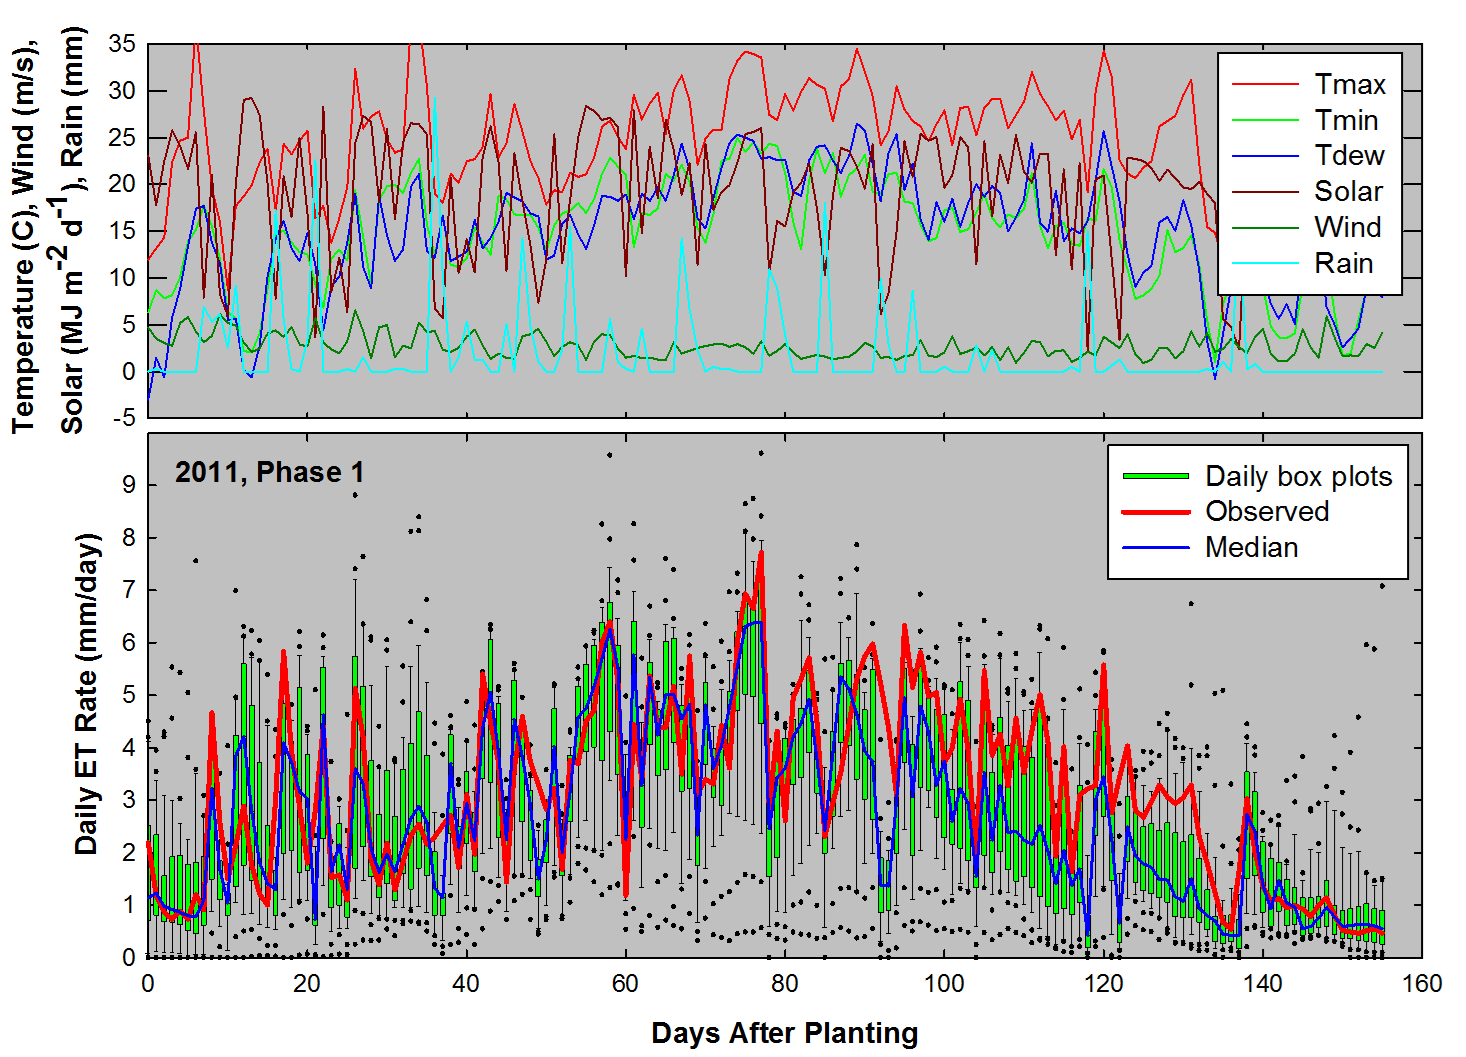 Temperature (C), Wind (m/s),
Solar (MJ m-2 d-1), Rain (mm)
35
30
25
20
15
10
5
0
-5
Tmax
Tmin
Tdew
Solar
Wind
Rain
2011, Phase 1
Daily ET Rate (mm/day)
9
8
7
6
5
4
3
2
1
0
Daily box plots
Observed
Median
0 20 40 60 80 100 120 140 160
Days After Planting